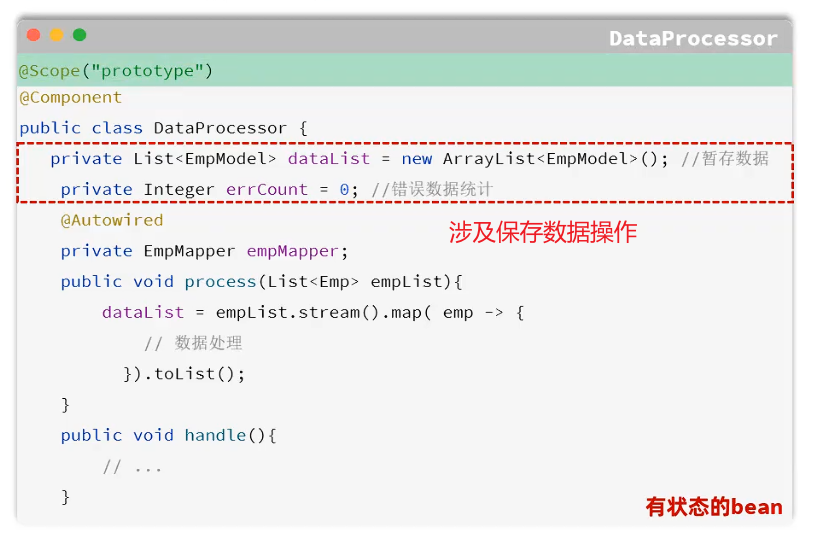 DataProcessor
@Scope("prototype")
@Component
public class DataProcessor {
private List<EmpModel> dataList = new ArrayList<EmpModel>(); //暂存数据
private Integer errCount = 0; //错误数据统计
@Autowired
涉及保存数据操作
private EmpMapper empMapper;
public void process(List<Emp> empList){
dataList = empList.stream().map( emp -> {
// 数据处理
}).toList();
}
public void handle(){
// ...
}
有状态的bean